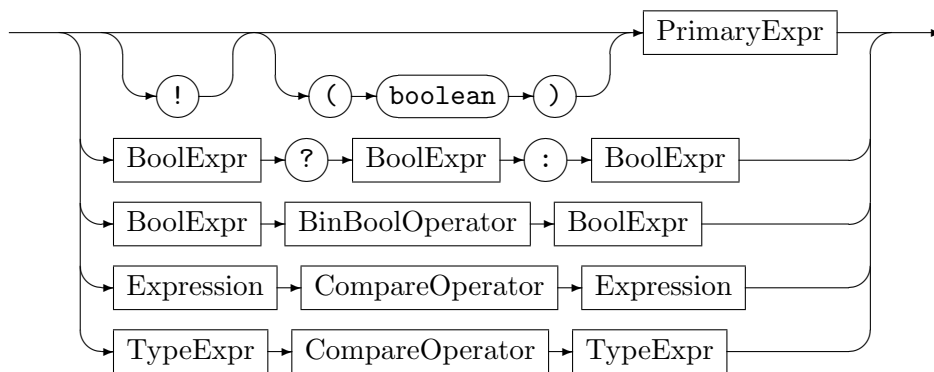 PrimaryExpr
! ( boolean )
BoolExpr ? BoolExpr : BoolExpr
BoolExpr BinBoolOperator BoolExpr
Expression CompareOperator Expression
TypeExpr CompareOperator TypeExpr